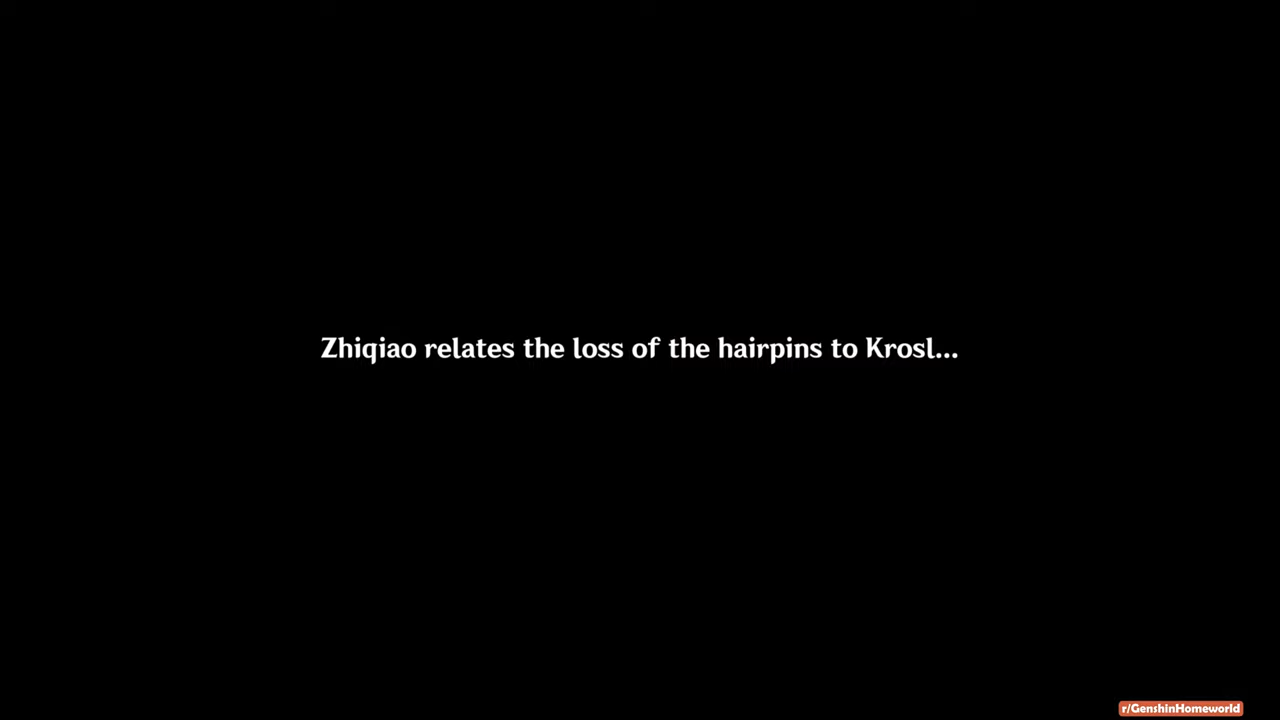 Zhiqiao relates the loss of the hairpins to Krosl...
r/GenshinHomeworld